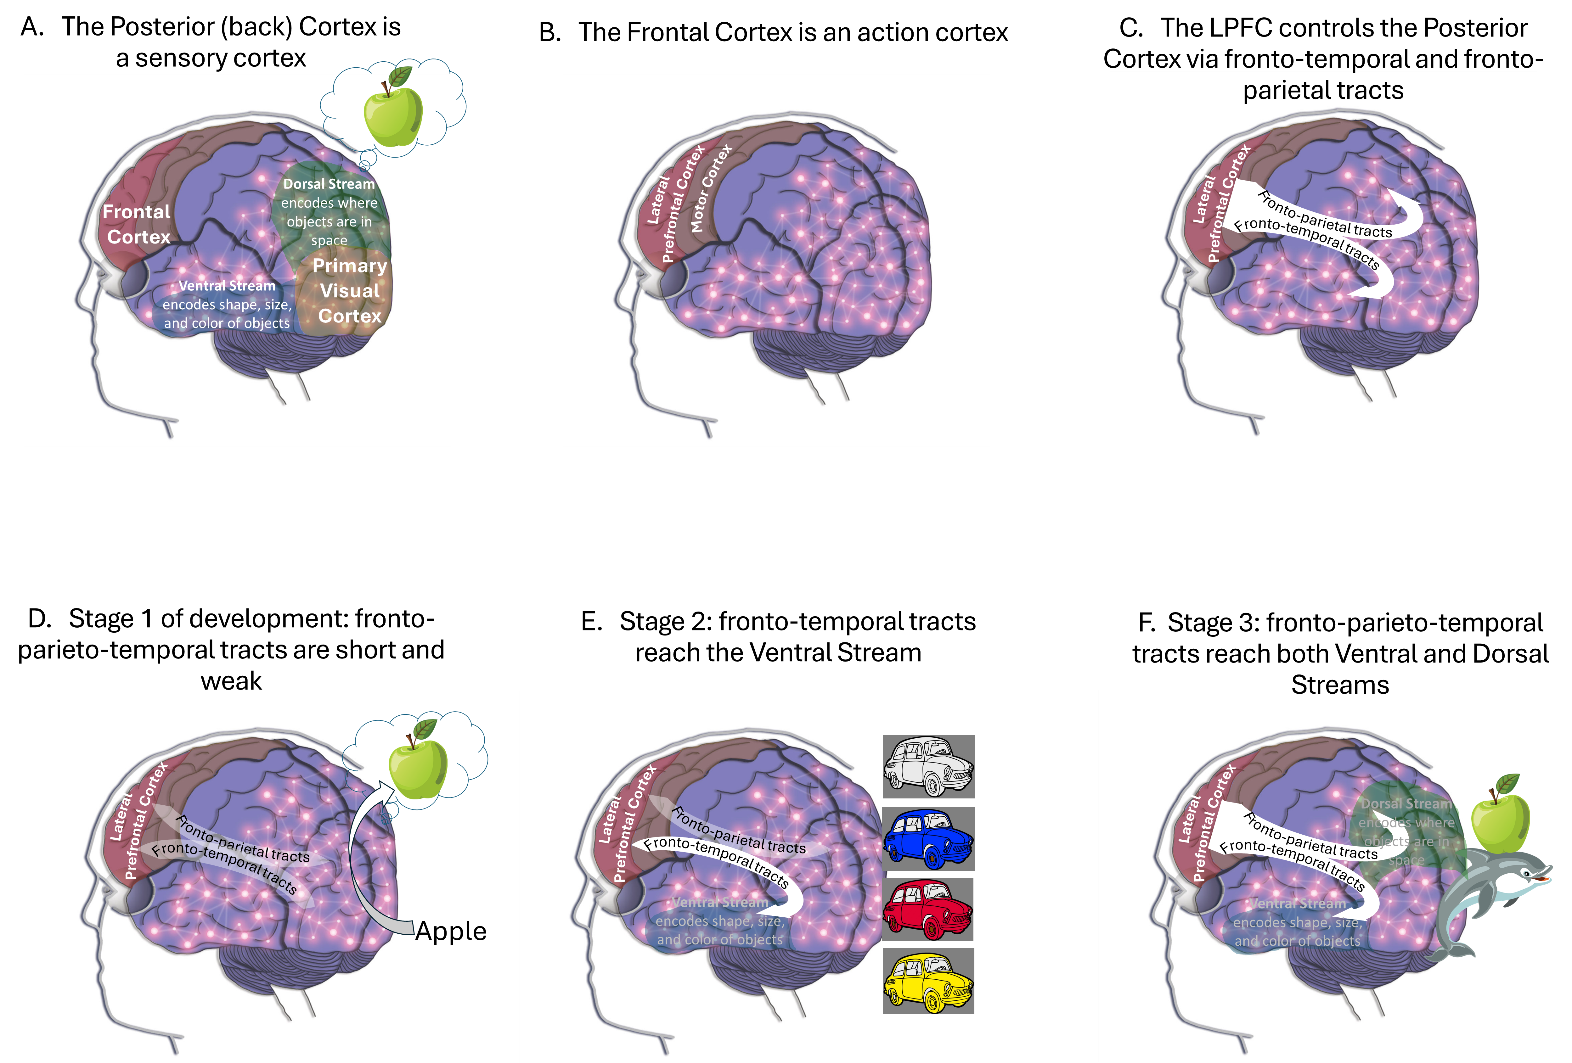 A. The Posterior (back) Cortex is
a sensory cortex
Frontal
Cortex
Dorsal Stream
encodes where
objects are in
space
Primary
Visual
Cortex
Ventral Stream
encodes shape, size,
and color of objects
B. The Frontal Cortex is an action cortex
Lateral
Prefrontal Cortex
Motor Cortex
C. The LPFC controls the Posterior
Cortex via fronto-temporal and fronto-
parietal tracts
Lateral
Prefrontal Cortex
Fronto-parietal tracts
Fronto-temporal tracts
D. Stage 1 of development: fronto-
parieto-temporal tracts are short and
weak
Lateral
Prefrontal Cortex
Fronto-parietal tracts
Fronto-temporal tracts
Apple
E. Stage 2: fronto-temporal tracts
reach the Ventral Stream
Lateral
Prefrontal Cortex
Fronto-parietal tracts
Fronto-temporal tracts
Ventral Stream
encodes shape, size,
and color of objects
F. Stage 3: fronto-parieto-temporal
tracts reach both Ventral and Dorsal
Streams
Lateral
Prefrontal Cortex
Fronto-parietal tracts
Fronto-temporal tracts
Dorsal Stream
encodes where
objects are in
space
Ventral Stream
encodes shape, size,
and color of objects